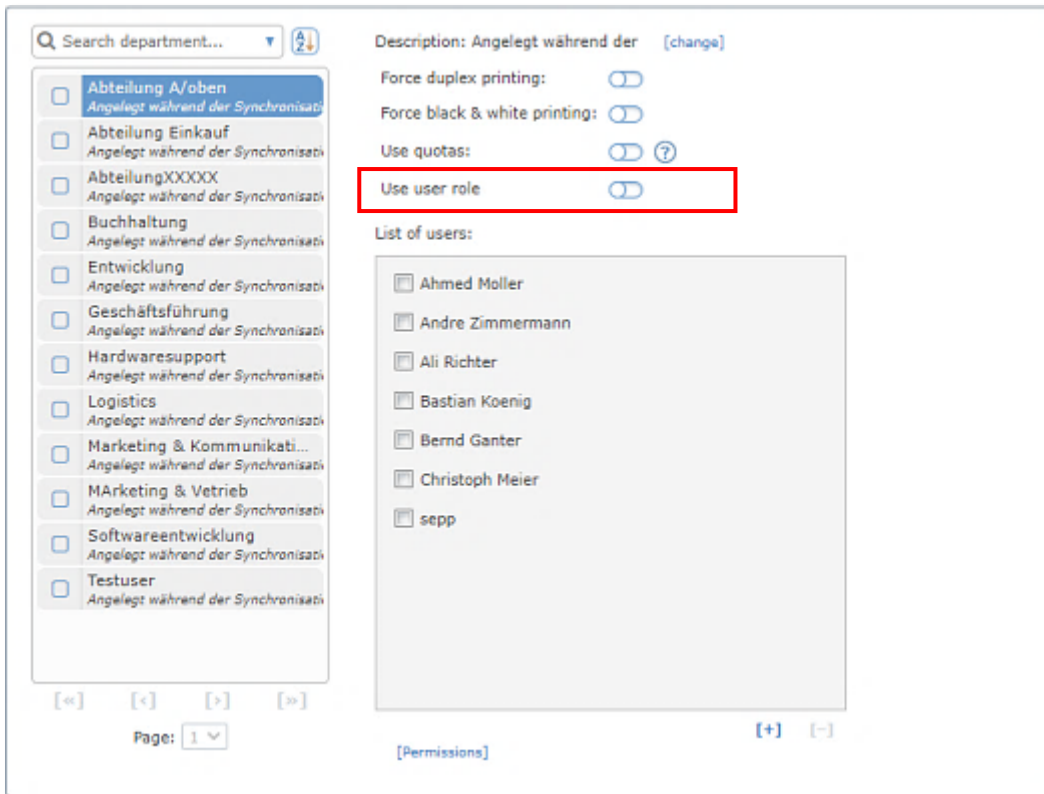 Search department...
Abteilung A/oben
Angelegt während der Synchronisati
Abteilung Einkauf
Angelegt während der Synchronisati
AbteilungXXXXX
Angelegt während der Synchronisati
Buchhaltung
Angelegt während der Synchronisati
Entwicklung
Angelegt während der Synchronisati
Geschäftsführung
Angelegt während der Synchronisati
Hardwaresupport
Angelegt während der Synchronisati
Logistics
Angelegt während der Synchronisati
Marketing & Kommunikati...
Angelegt während der Synchronisati
MArketing & Vetrieb
Angelegt während der Synchronisati
Softwareentwicklung
Angelegt während der Synchronisati
Testuser
Angelegt während der Synchronisati
[«] [‹] [›] [»]
Page: 1
Description: Angelegt während der [change]
Force duplex printing:
Force black & white printing:
Use quotas: ?
Use user role
List of users:
Ahmed Moller
Andre Zimmermann
Ali Richter
Bastian Koenig
Bernd Ganter
Christoph Meier
sepp
[+] [-]
[Permissions]